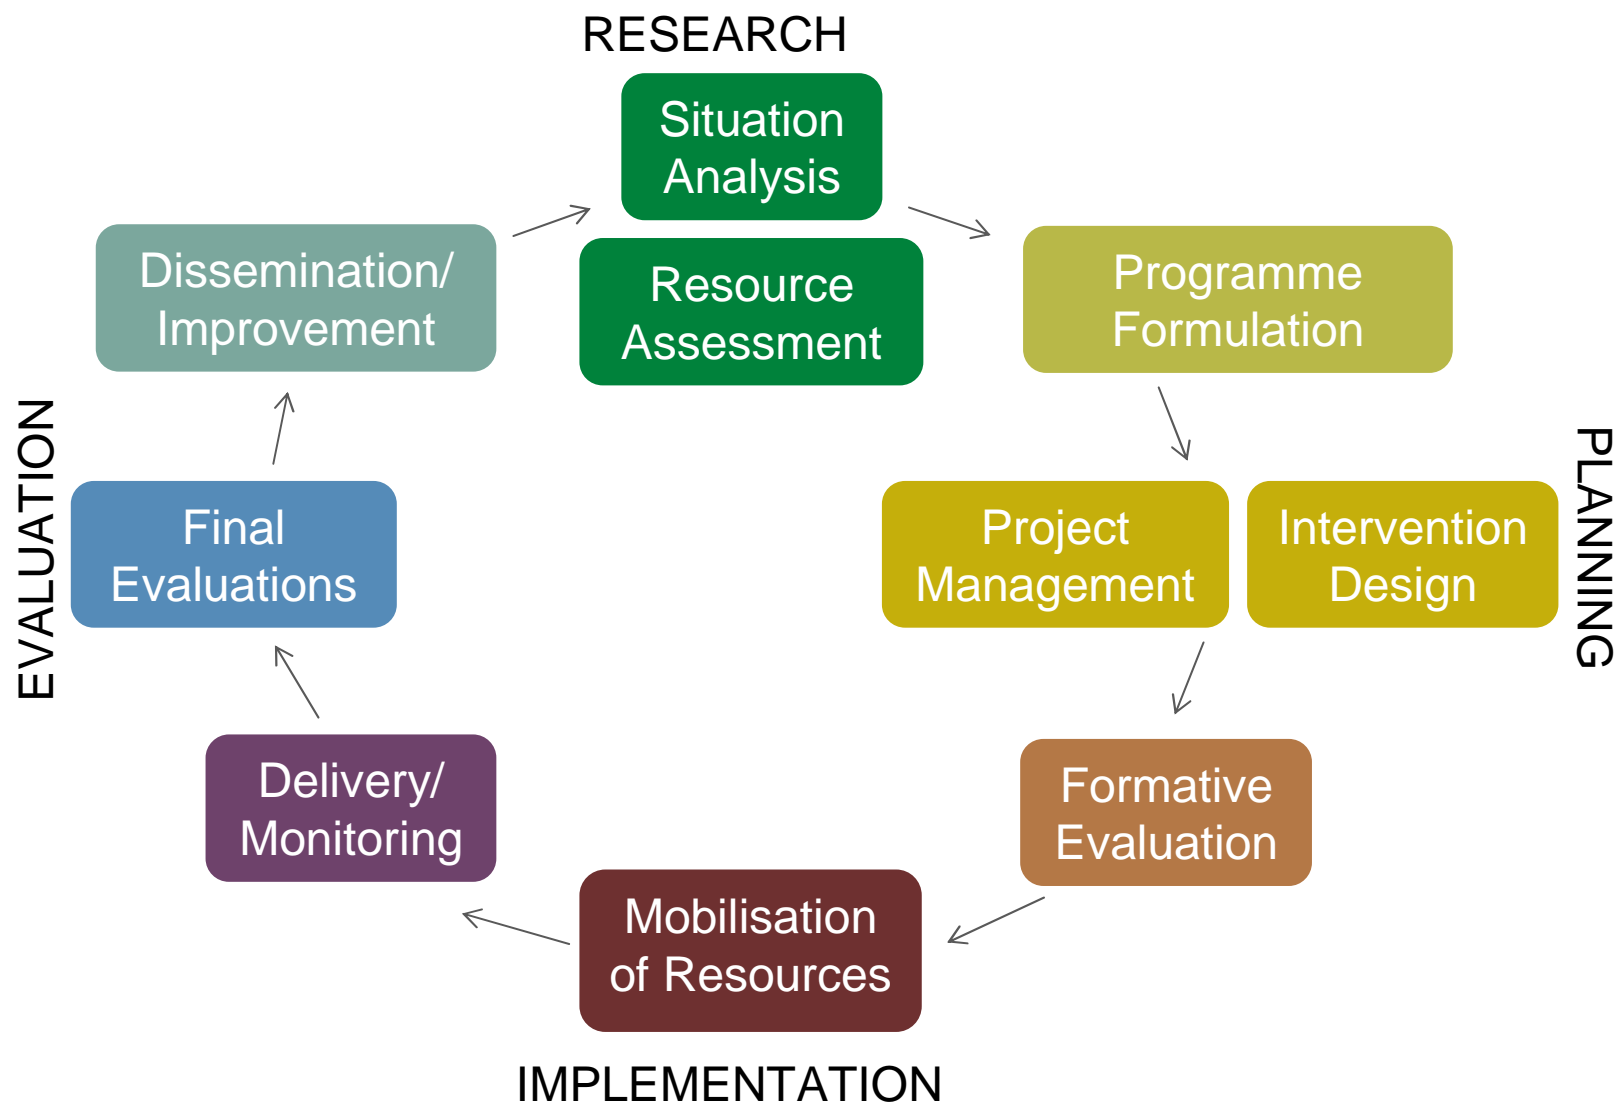 RESEARCH
Situation
Analysis
Resource
Assessment
Programme
Formulation
PLANNING
Project
Management
Intervention
Design
Formative
Evaluation
Mobilisation
of Resources
IMPLEMENTATION
Delivery/
Monitoring
EVALUATION
Final
Evaluations
Dissemination/
Improvement